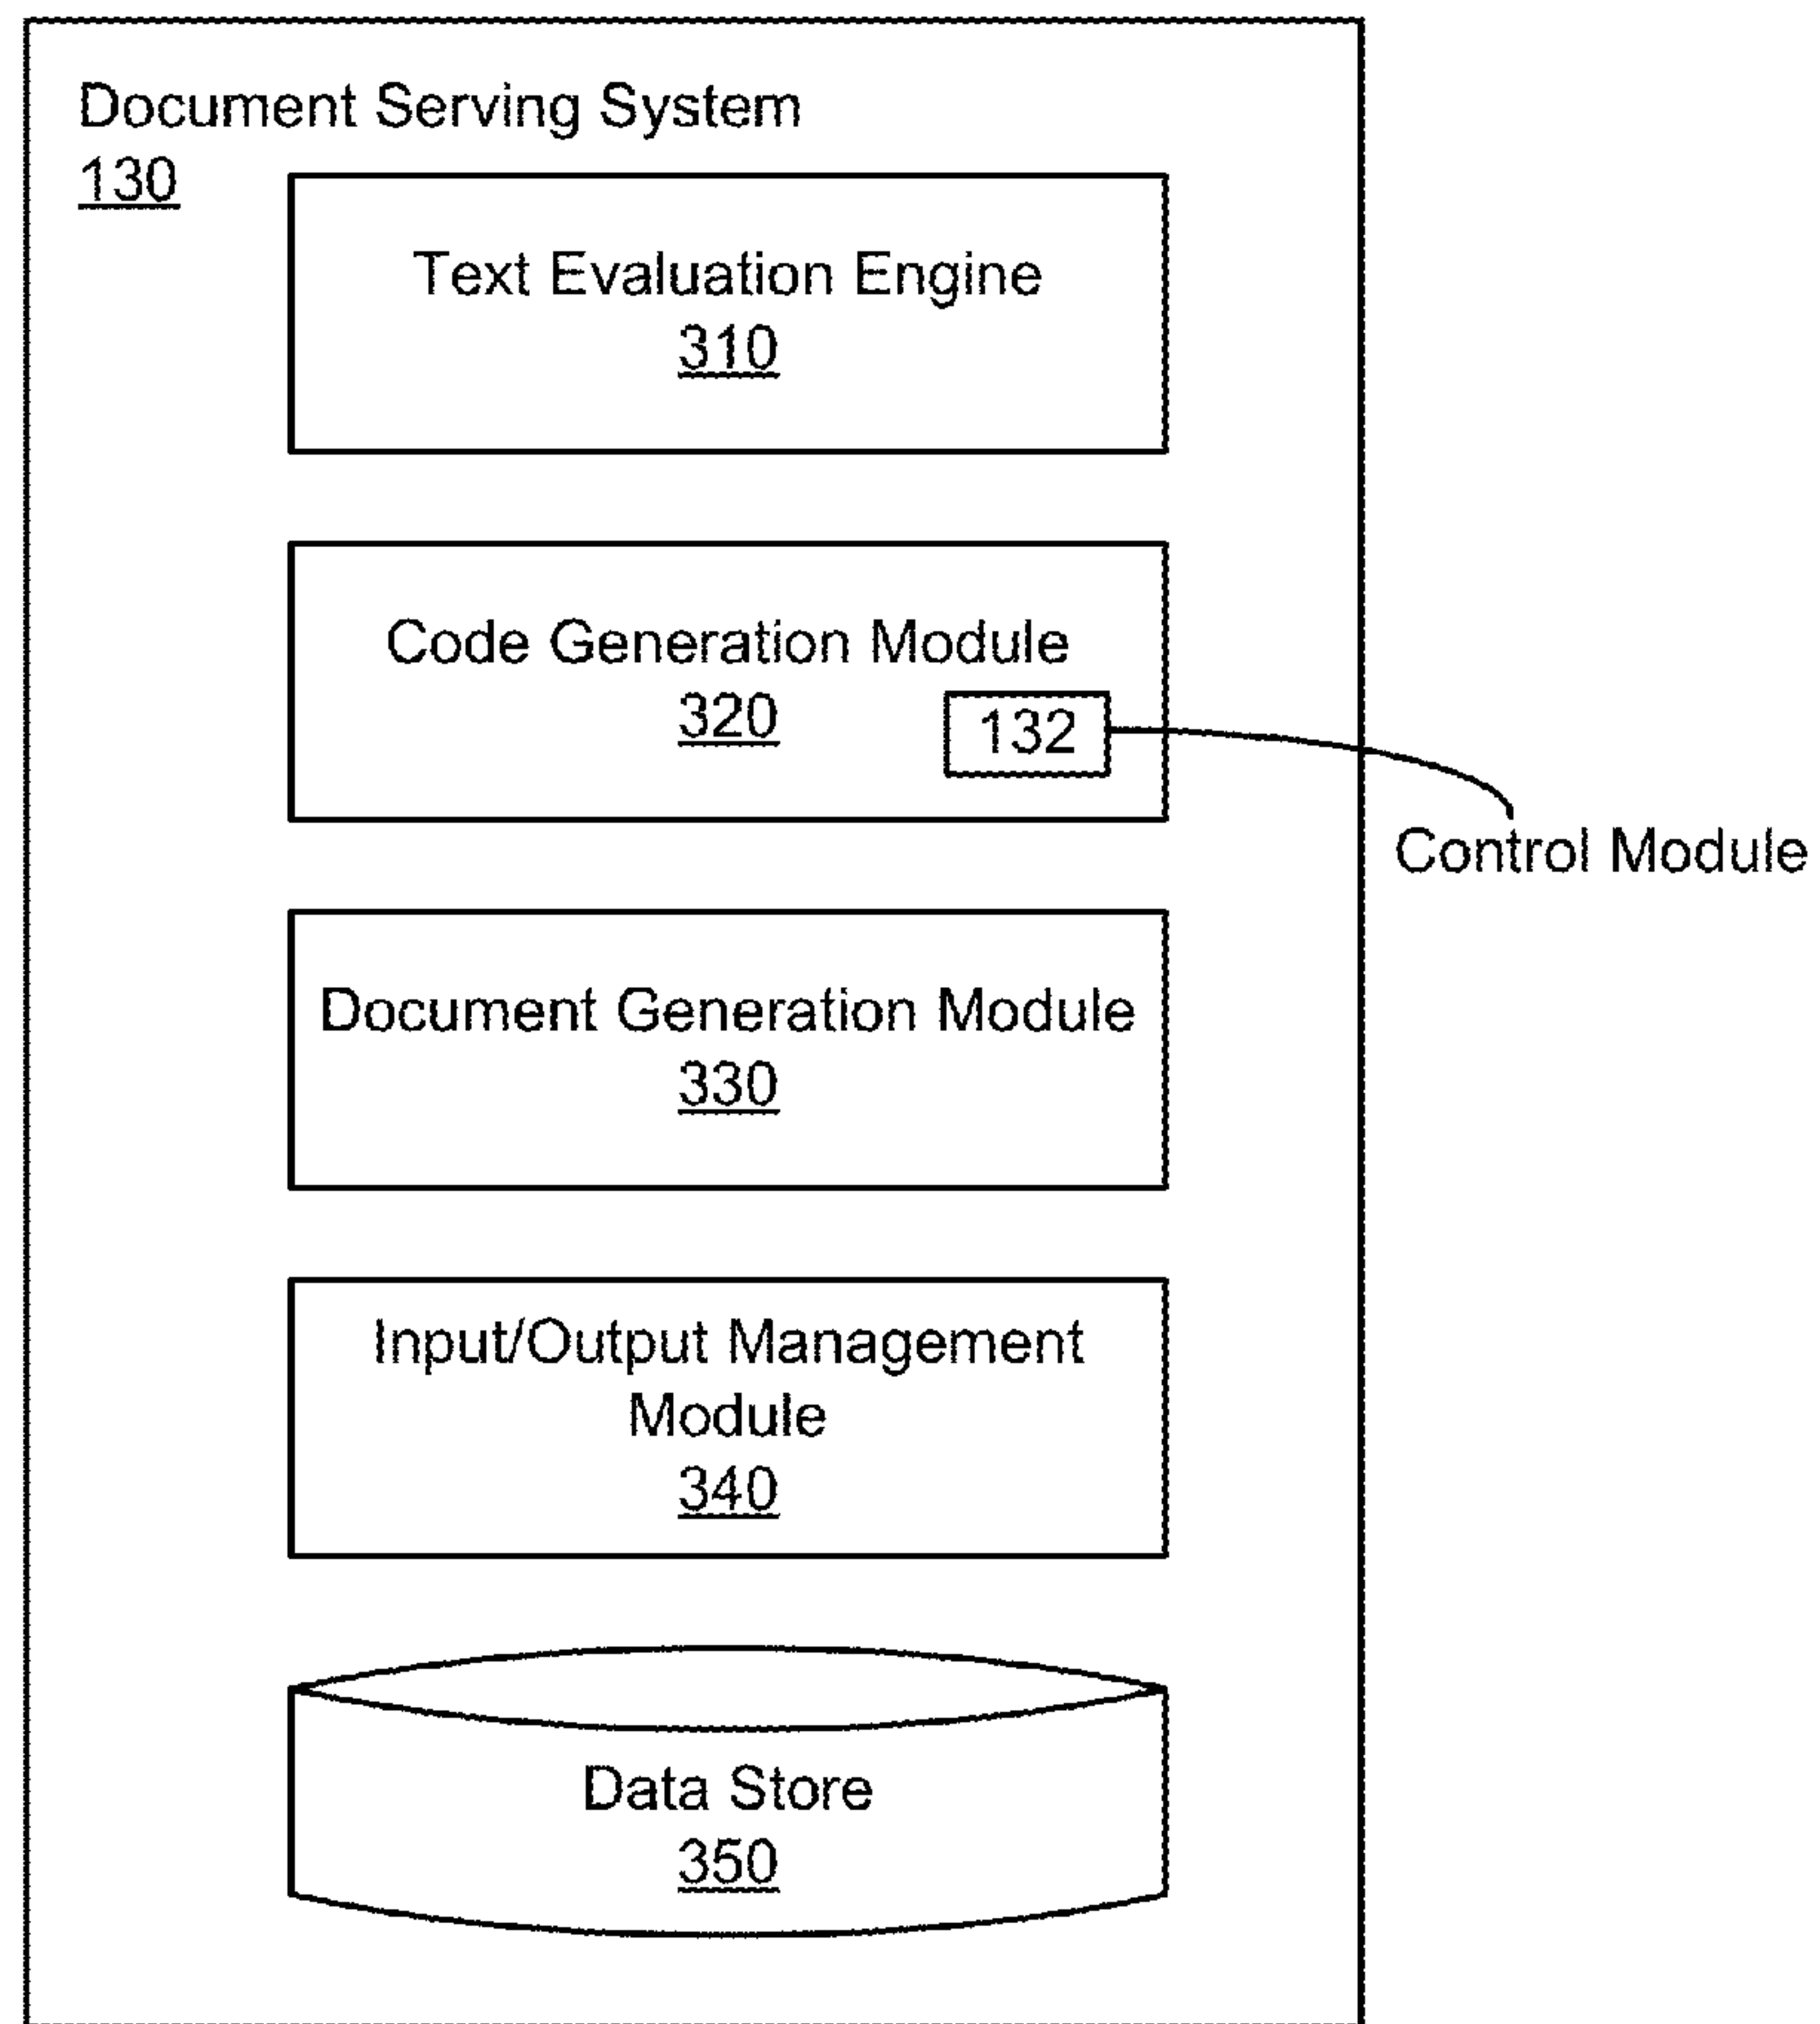 Document Serving System
130
Text Evaluation Engine
310
Code Generation Module
320
132
Control Module
Document Generation Module
330
Input/Output Management
Module
340
Data Store
350